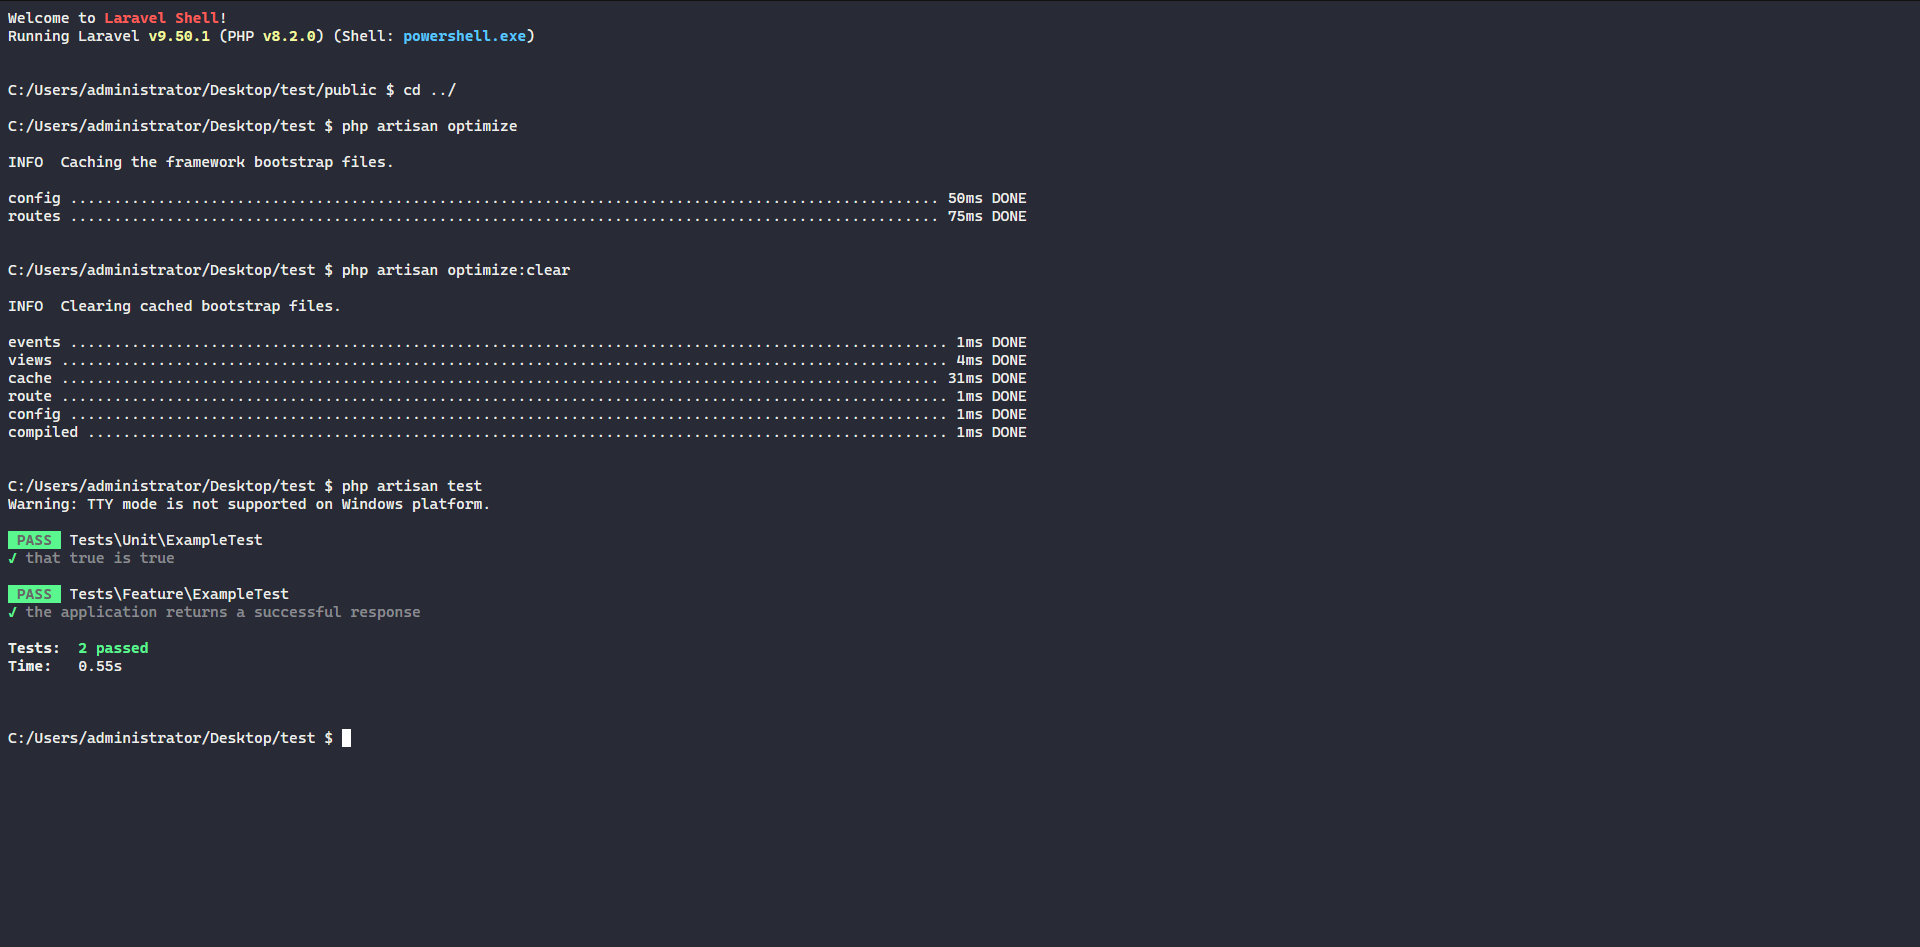 Welcome to Laravel Shell!
Running Laravel v9.50.1 (PHP v8.2.0) (Shell: powershell.exe)
C:/Users/administrator/Desktop/test/public $ cd ../
C:/Users/administrator/Desktop/test $ php artisan optimize
INFO  Caching the framework bootstrap files.
config ................................................................................................... 50ms DONE
routes ................................................................................................... 75ms DONE
C:/Users/administrator/Desktop/test $ php artisan optimize:clear
INFO  Clearing cached bootstrap files.
events .................................................................................................... 1ms DONE
views ..................................................................................................... 4ms DONE
cache .................................................................................................... 31ms DONE
route ..................................................................................................... 1ms DONE
config .................................................................................................... 1ms DONE
compiled .................................................................................................. 1ms DONE
C:/Users/administrator/Desktop/test $ php artisan test
Warning: TTY mode is not supported on Windows platform.
PASS  Tests\Unit\ExampleTest
✓ that true is true
PASS  Tests\Feature\ExampleTest
✓ the application returns a successful response
Tests:  2 passed
Time:   0.55s
C:/Users/administrator/Desktop/test $